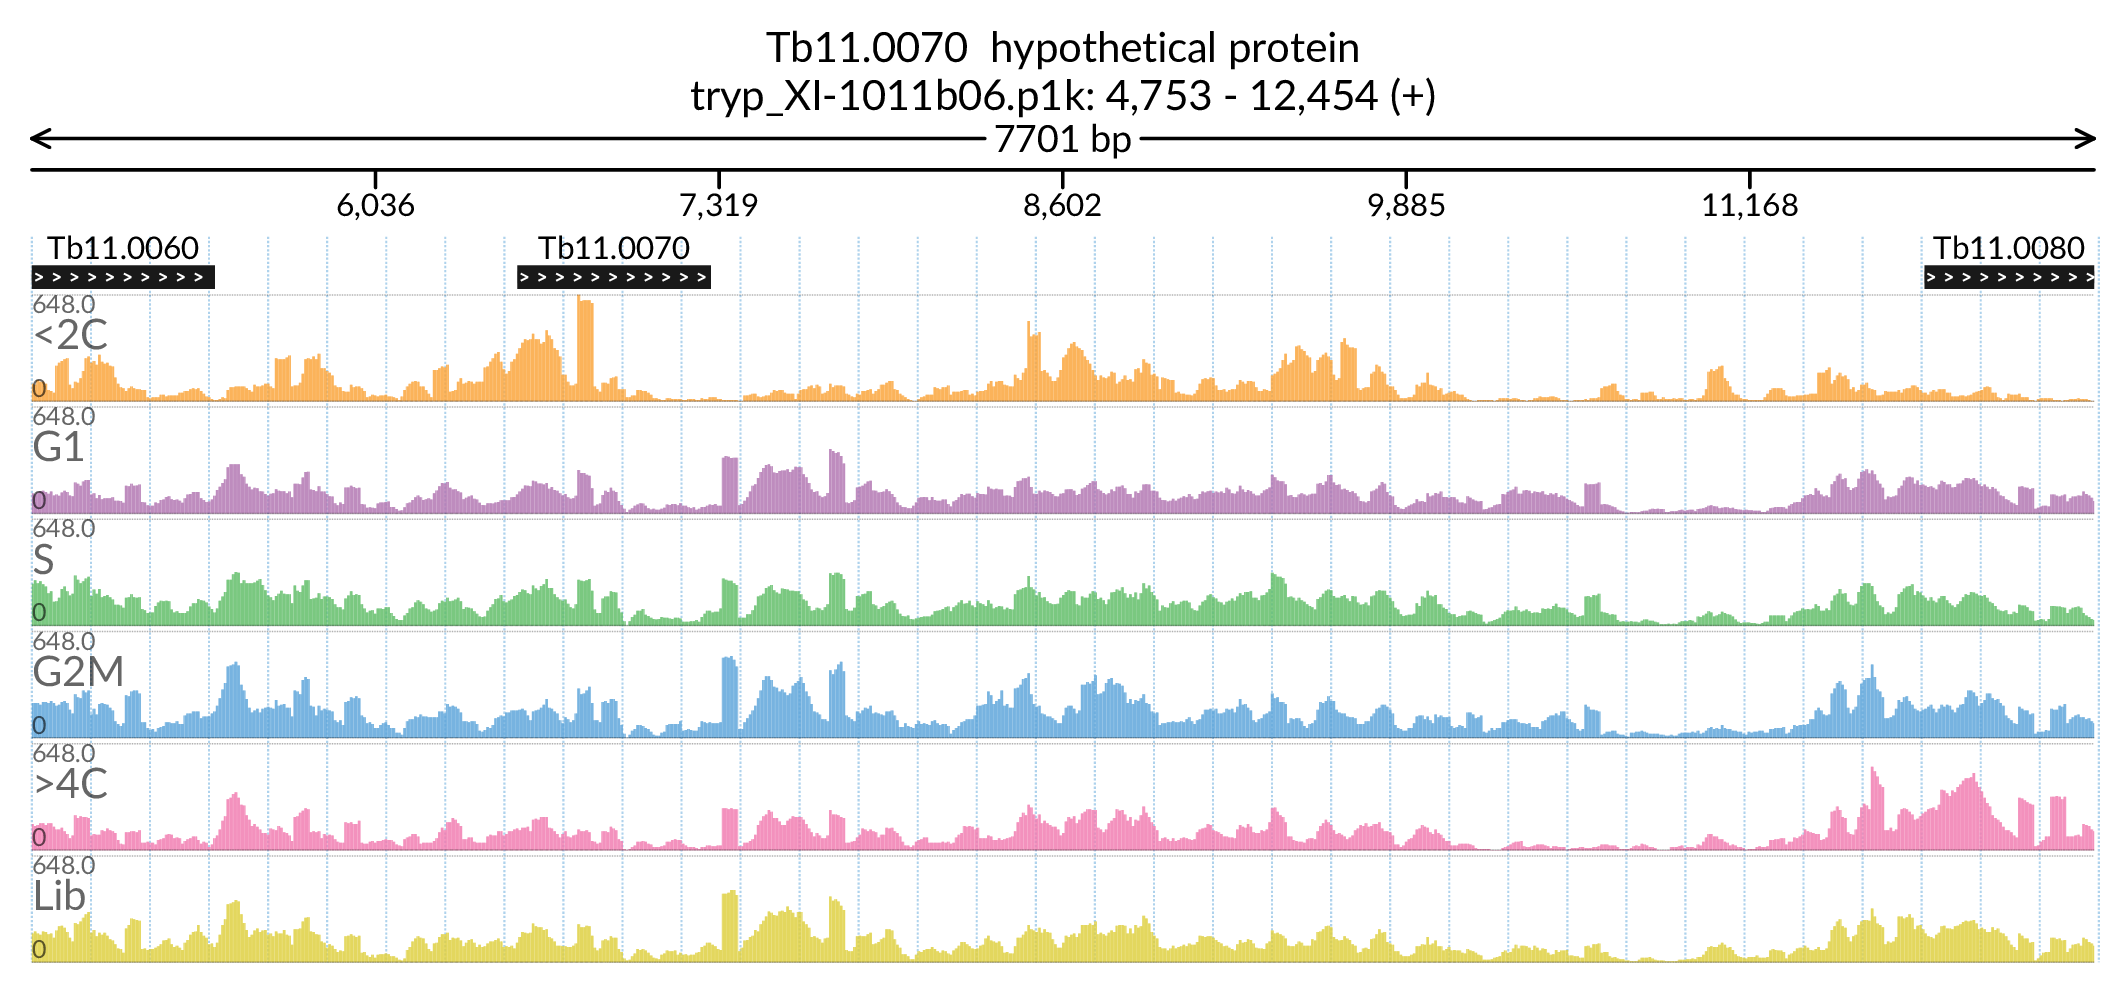 Tb11.0070  hypothetical protein
tryp_XI-1011b06.p1k: 4,753 - 12,454 (+)
7701 bp
6,036 7,319 8,602 9,885 11,168
Tb11.0060 Tb11.0070 Tb11.0080
648.0
<2C
0
648.0
G1
0
648.0
S
0
648.0
G2M
0
648.0
>4C
0
648.0
Lib
0